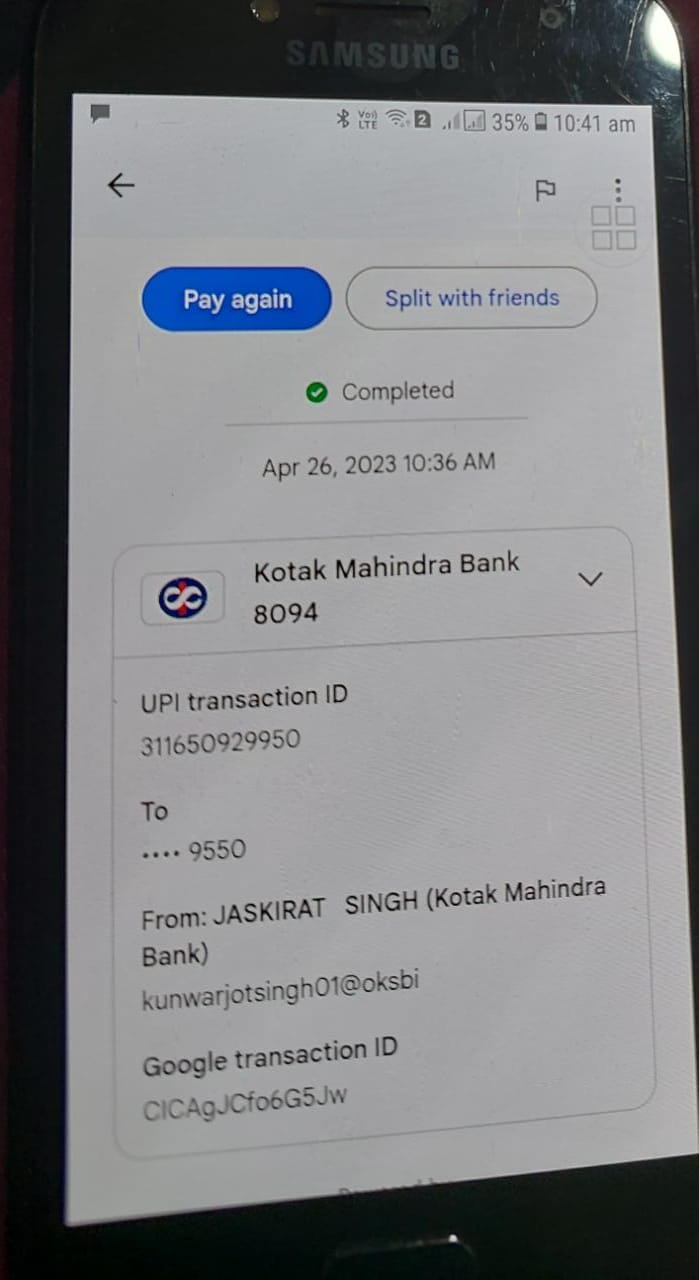 SAMSUNG
Vo)) LTE 2 35% 10:41 am
Pay again Split with friends
Completed
Apr 26, 2023 10:36 AM
Kotak Mahindra Bank
8094
UPI transaction ID
311650929950
To
•••• 9550
From: JASKIRAT SINGH (Kotak Mahindra
Bank)
kunwarjotsingh01@oksbi
Google transaction ID
CICAgJCfo6G5Jw